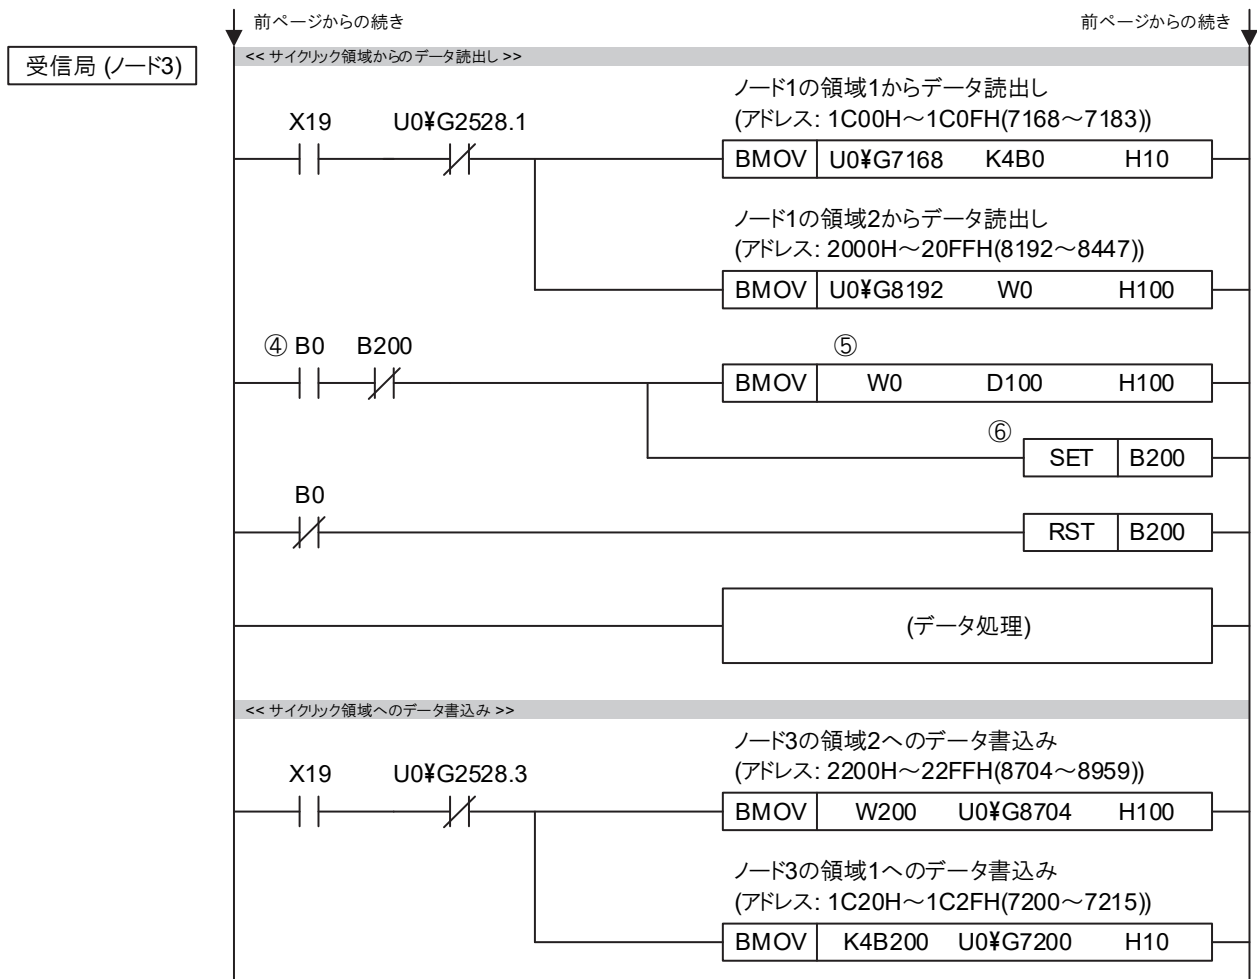 前ページからの続き 前ページからの続き
受信局 (ノード3)
<< サイクリック領域からのデータ読出し >>
ノード1の領域1からデータ読出し
(アドレス: 1C00H～1C0FH(7168～7183))
X19 U0¥G2528.1
BMOV U0¥G7168 K4B0 H10
ノード1の領域2からデータ読出し
(アドレス: 2000H～20FFH(8192～8447))
BMOV U0¥G8192 W0 H100
④ B0 B200 ⑤
BMOV W0 D100 H100
⑥
SET B200
B0
RST B200
(データ処理)
<< サイクリック領域へのデータ書込み >>
ノード3の領域2へのデータ書込み
(アドレス: 2200H～22FFH(8704～8959))
X19 U0¥G2528.3
BMOV W200 U0¥G8704 H100
ノード3の領域1へのデータ書込み
(アドレス: 1C20H～1C2FH(7200～7215))
BMOV K4B200 U0¥G7200 H10